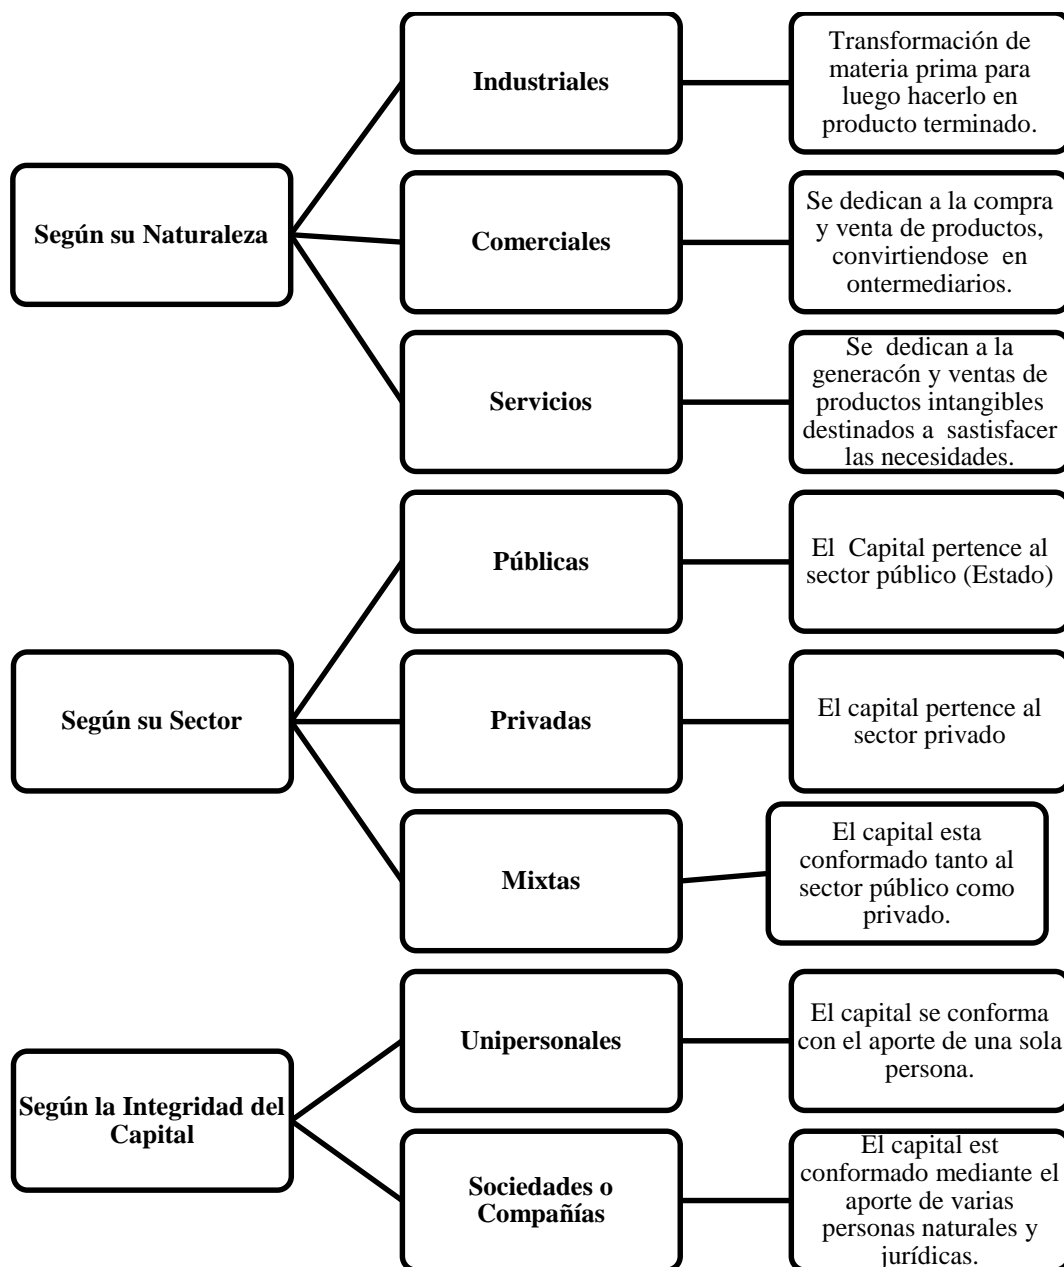 Según su Naturaleza
Industriales
Transformación de
materia prima para
luego hacerlo en
producto terminado.
Comerciales
Se dedican a la compra
y venta de productos,
convirtiendose en
ontermediarios.
Servicios
Se dedican a la
generacón y ventas de
productos intangibles
destinados a sastisfacer
las necesidades.
Según su Sector
Públicas
El Capital pertence al
sector público (Estado)
Privadas
El capital pertence al
sector privado
Mixtas
El capital esta
conformado tanto al
sector público como
privado.
Según la Integridad del
Capital
Unipersonales
El capital se conforma
con el aporte de una sola
persona.
Sociedades o
Compañías
El capital est
conformado mediante el
aporte de varias
personas naturales y
jurídicas.